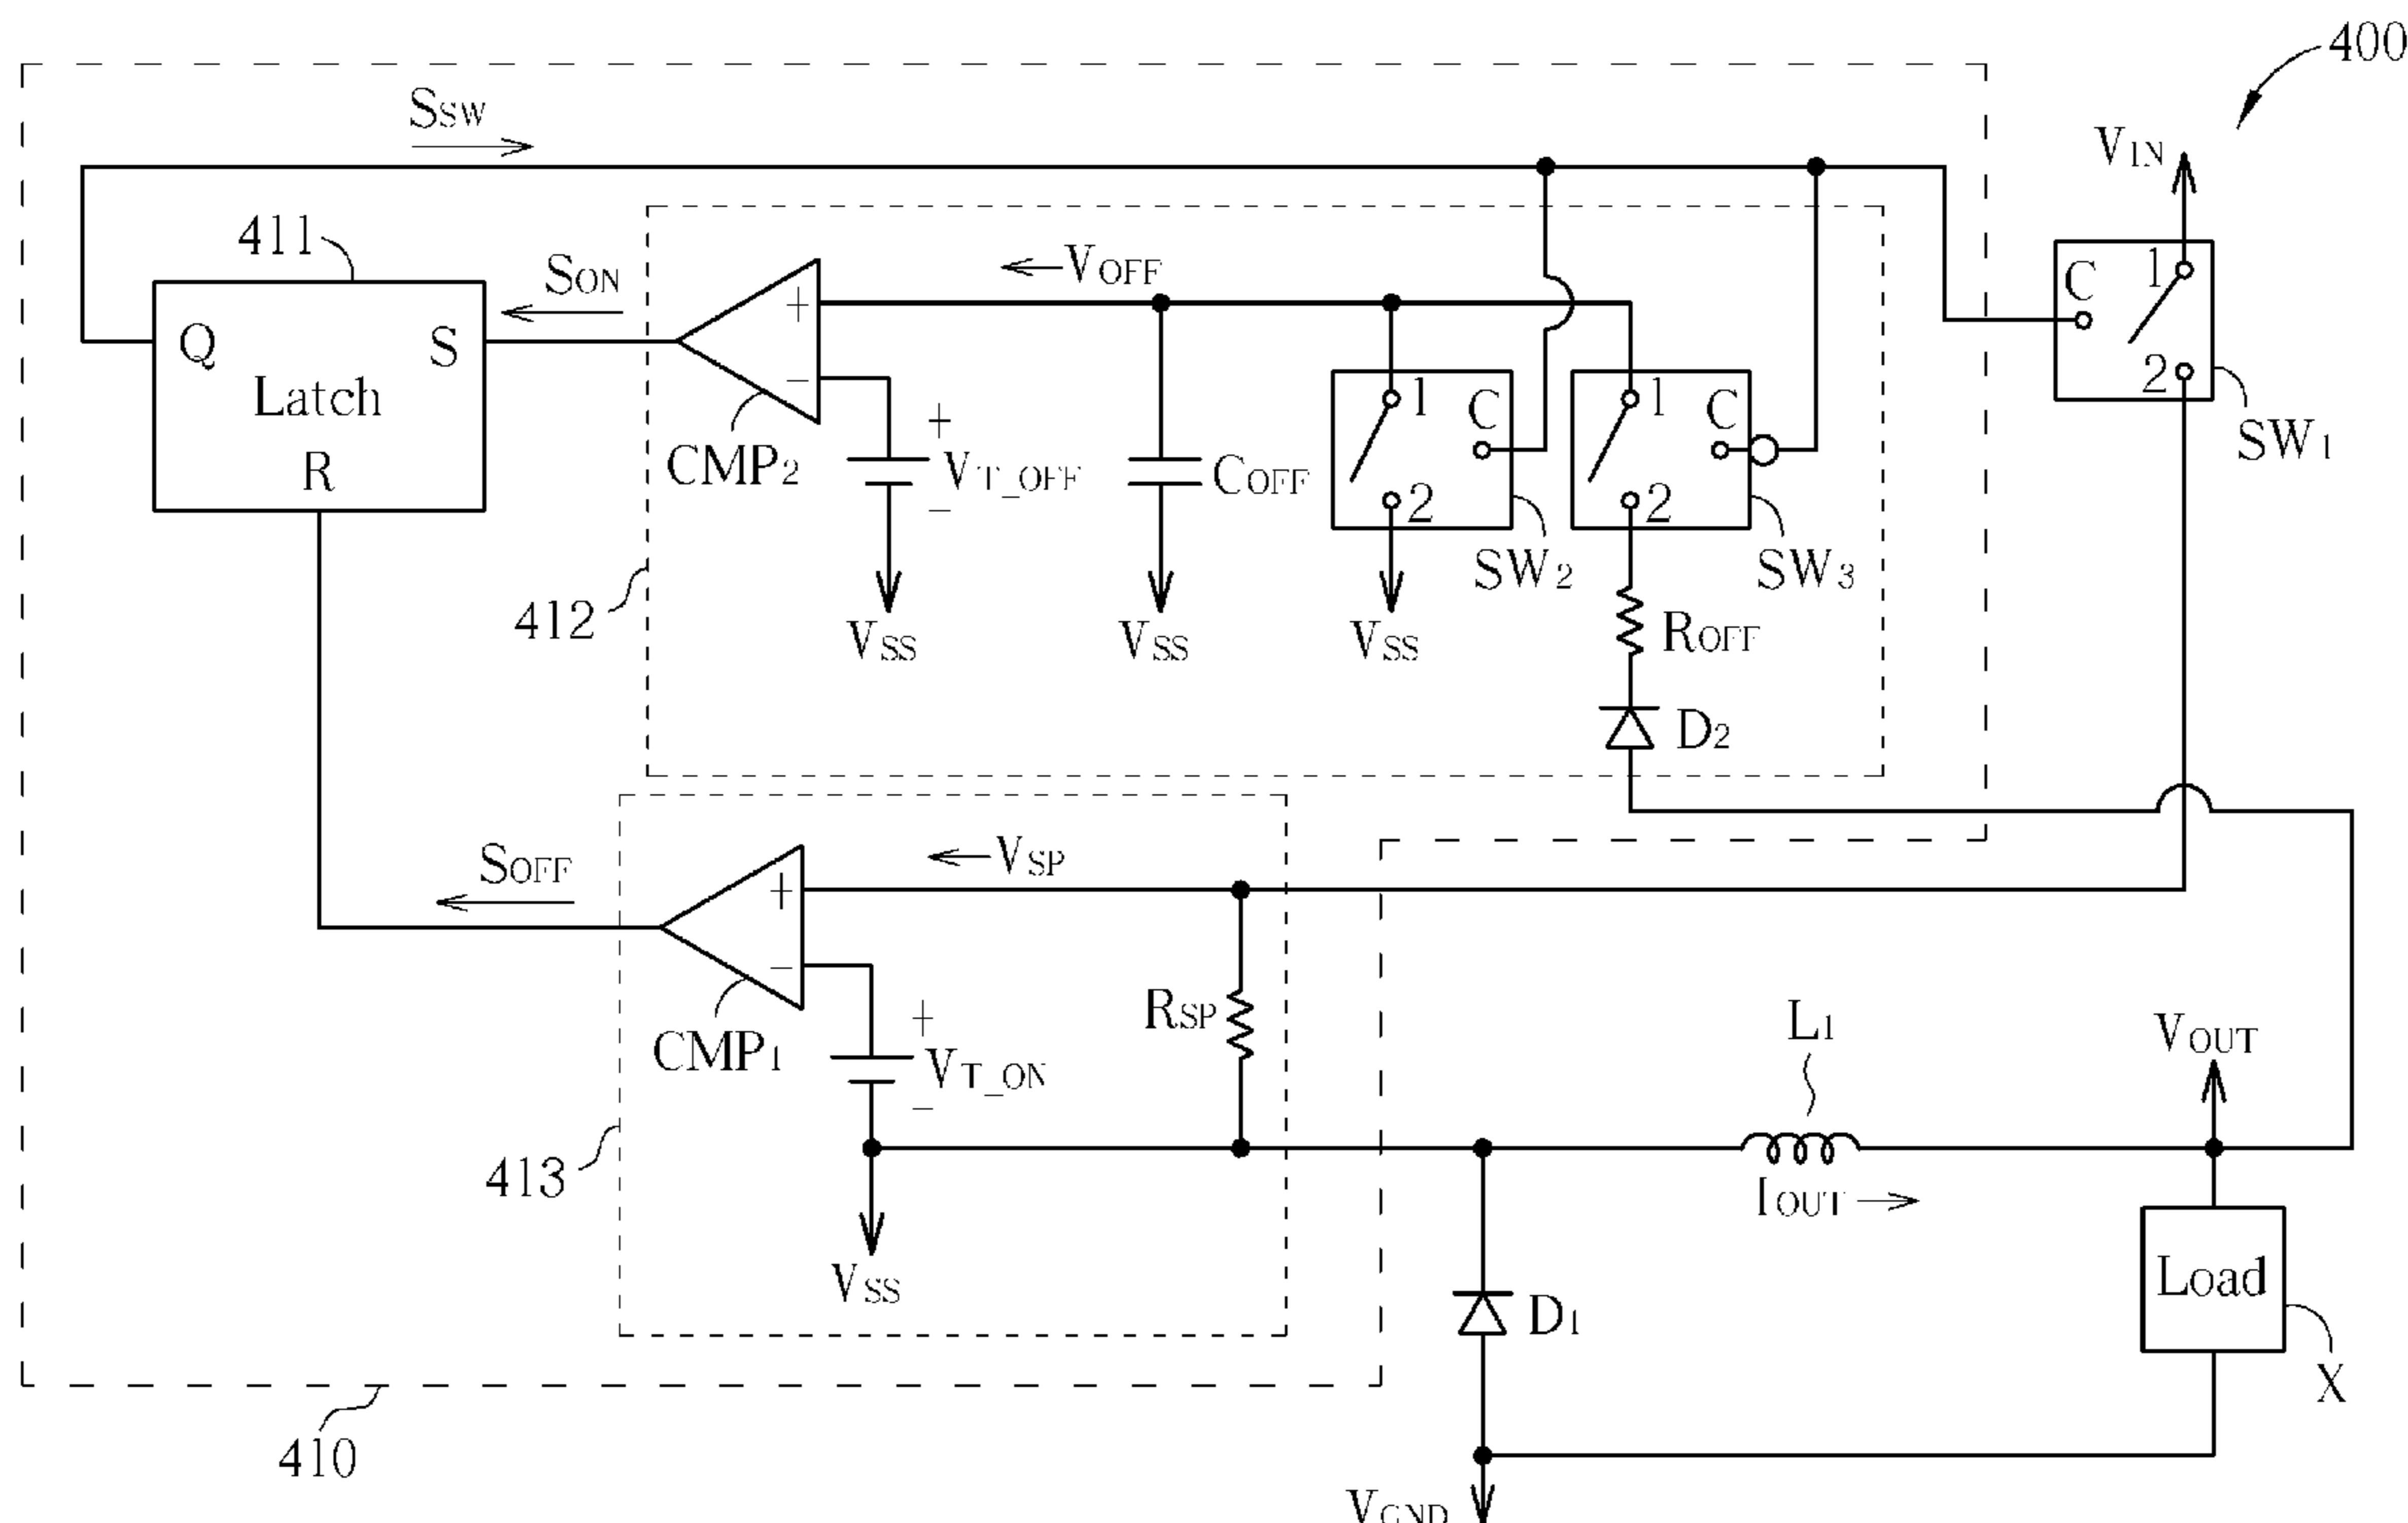 400
SSW
VIN
411
SON
VOFF
C
1
2
SW1
Q
S
Latch
R
+
−
CMP2
+
VT_OFF
-
COFF
1
C
2
SW2
1
C
2
SW3
412
VSS
VSS
VSS
ROFF
D2
SOFF
VSP
+
−
CMP1
+
VT_ON
-
RSP
L1
VOUT
IOUT
413
VSS
D1
Load
X
410
VGND